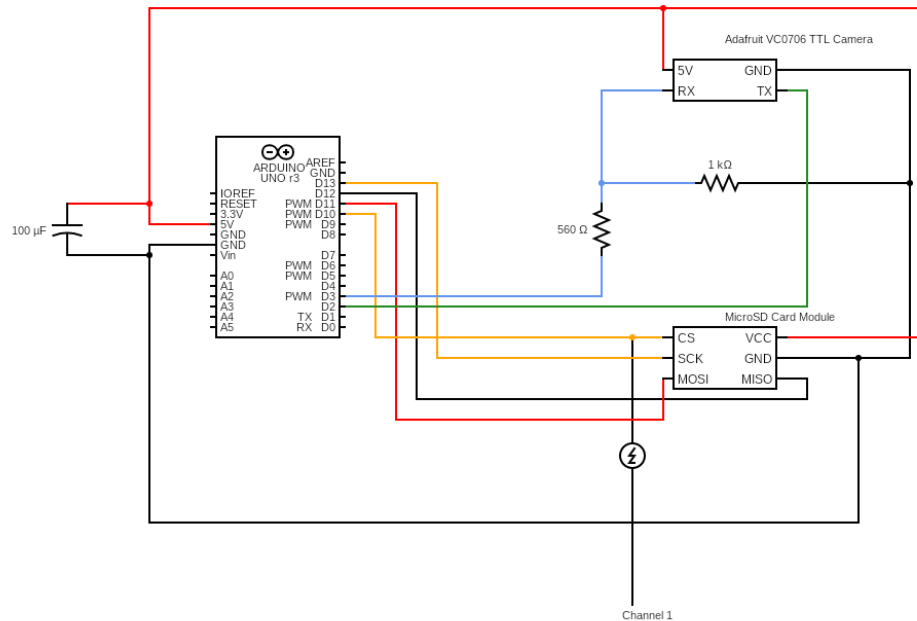 Adafruit VC0706 TTL Camera
5V GND
RX TX
1 kΩ
560 Ω
100 µF
ARDUINO
UNO r3
AREF
GND
D13
IOREF D12
RESET PWM D11
3.3V PWM D10
5V PWM D9
GND D8
GND
Vin D7
PWM D6
A0 PWM D5
A1 D4
A2 PWM D3
A3 D2
A4 TX D1
A5 RX D0
MicroSD Card Module
CS VCC
SCK GND
MOSI MISO
Channel 1